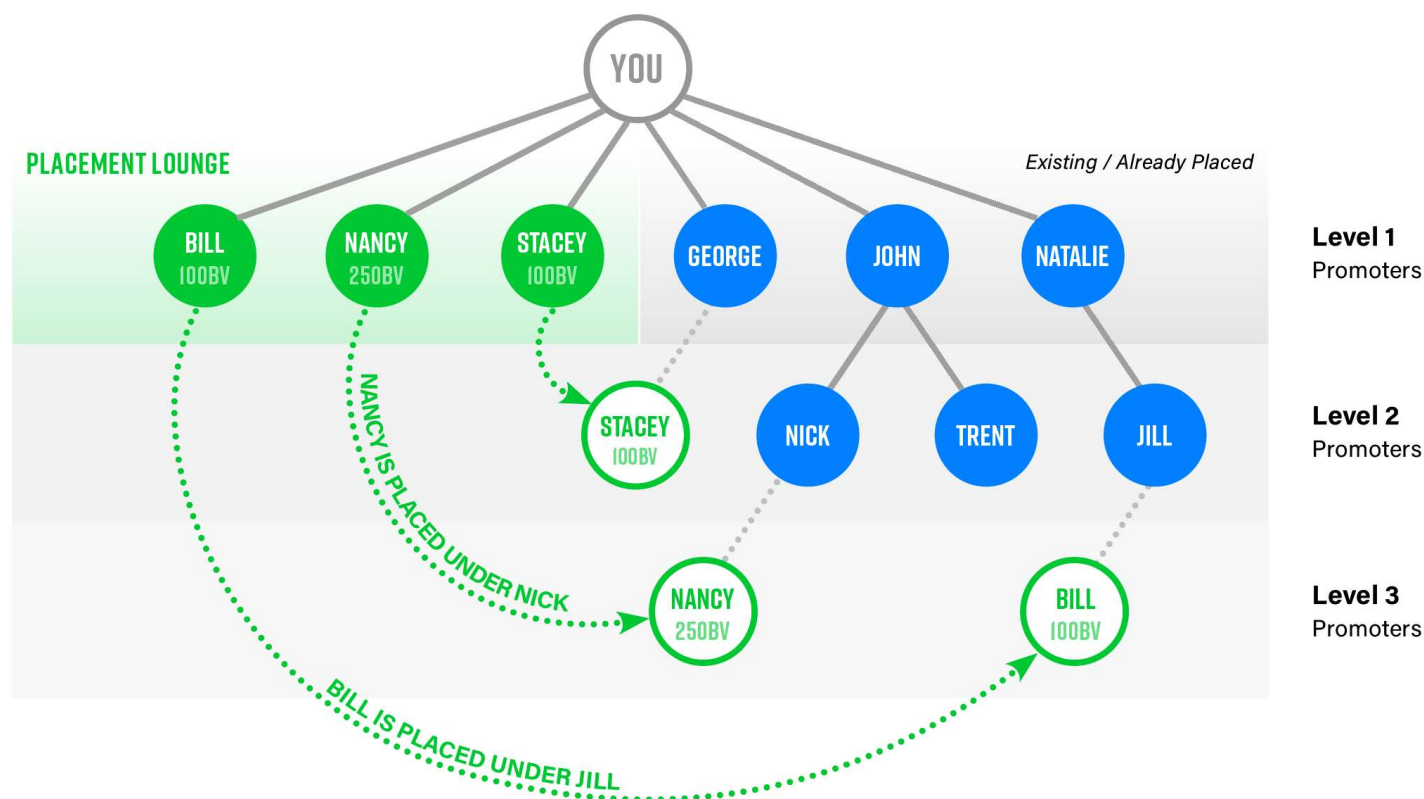 YOU
PLACEMENT LOUNGE
Existing / Already Placed
BILL
100BV
NANCY
250BV
STACEY
100BV
GEORGE
JOHN
NATALIE
Level 1
Promoters
NANCY IS PLACED UNDER NICK
STACEY
100BV
NICK
TRENT
JILL
Level 2
Promoters
NANCY
250BV
BILL
100BV
Level 3
Promoters
BILL IS PLACED UNDER JILL